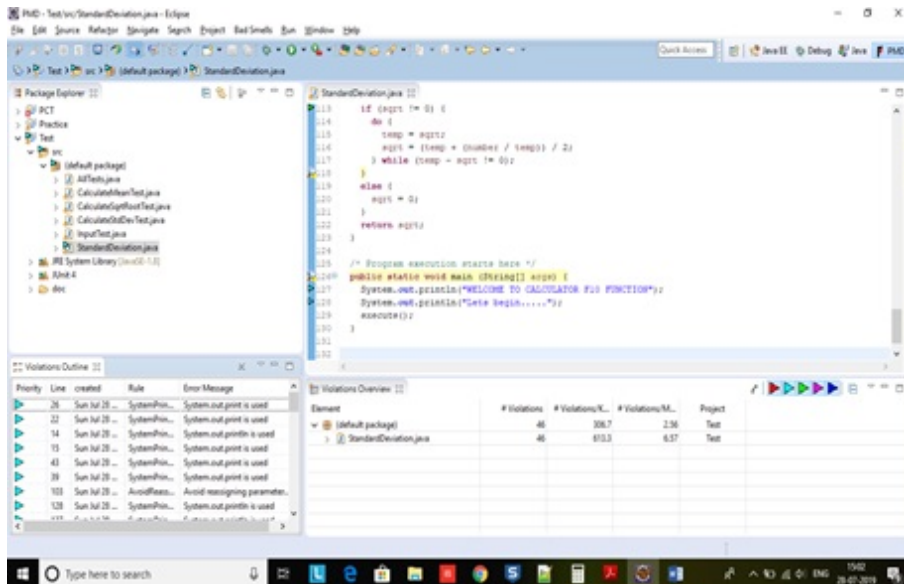 PMD - Test/src/StandardDeviation.java - Eclipse
File Edit Source Refactor Navigate Search Project BadSmells Run Window Help
Quick Access
Java EE Debug Java PMD
Test src (default package) StandardDeviation.java
Package Explorer
PCT
Practice
Test
src
(default package)
AllTests.java
CalculateMeanTest.java
CalculateSqrtRootTest.java
CalculateStdDevTest.java
InputTest.java
StandardDeviation.java
JRE System Library [JavaSE-1.8]
JUnit 4
doc
StandardDeviation.java
113 if (sqrt != 0) {
114 do {
115 temp = sqrt;
116 sqrt = (temp + (number / temp)) / 2;
117 } while (temp - sqrt != 0);
118 }
119 else {
120 sqrt = 0;
121 }
122 return sqrt;
123 }
124
125 /* Program execution starts here */
126 public static void main (String[] args) {
127 System.out.println("WELCOME TO CALCULATOR F10 FUNCTION");
128 System.out.println("Lets begin.....");
129 execute();
130 }
131
132
Violations Outline
Priority Line created Rule Error Message
26 Sun Jul 28 ... SystemPrin... System.out.print is used
22 Sun Jul 28 ... SystemPrin... System.out.print is used
14 Sun Jul 28 ... SystemPrin... System.out.println is used
15 Sun Jul 28 ... SystemPrin... System.out.print is used
43 Sun Jul 28 ... SystemPrin... System.out.print is used
39 Sun Jul 28 ... SystemPrin... System.out.print is used
103 Sun Jul 28 ... AvoidReass... Avoid reassigning parameter...
128 Sun Jul 28 ... SystemPrin... System.out.println is used
Violations Overview
Element # Violations # Violations/K... # Violations/M... Project
(default package) 46 306.7 2.56 Test
StandardDeviation.java 46 613.3 6.57 Test
Type here to search
ENG
15:02
28-07-2019